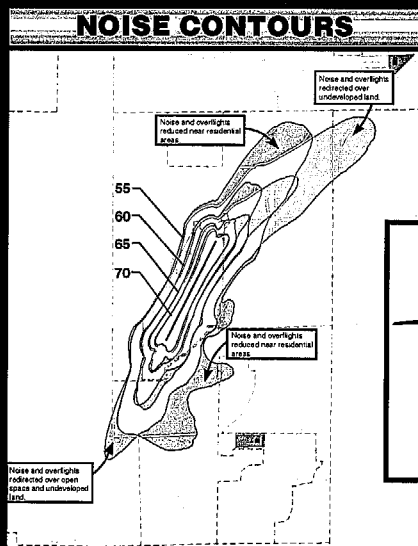 NOISE CONTOURS
Noise and overflights
redirected over
undeveloped land.
Noise and overflights
reduced near residential
areas
55
60
65
70
Noise and overflights
reduced near residential
areas
Noise and overflights
redirected over open
space and undeveloped
land.